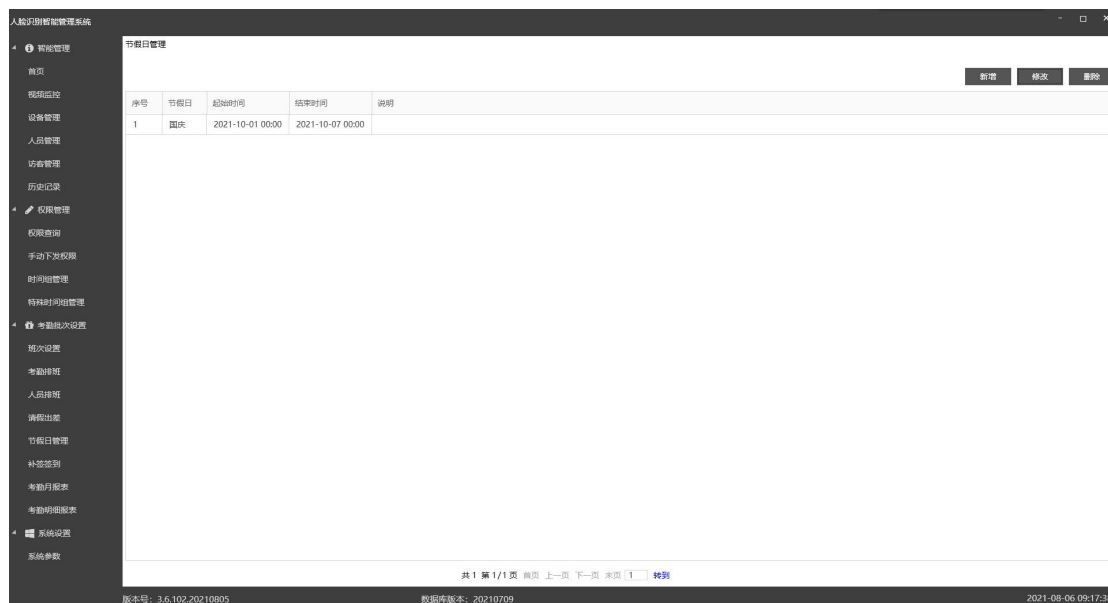 人脸识别智能管理系统
智能管理
首页
视频监控
设备管理
人员管理
访客管理
历史记录
权限管理
权限查询
手动下发权限
时间组管理
特殊时间组管理
考勤批次设置
班次设置
考勤排班
人员排班
请假出差
节假日管理
补签签到
考勤月报表
考勤明细报表
系统设置
系统参数
节假日管理
新增 修改 删除
序号 节假日 起始时间 结束时间 说明
1 国庆 2021-10-01 00:00 2021-10-07 00:00
共 1 第 1/1 页 首页 上一页 下一页 末页 1 转到
版本号: 3.6.102.20210805 数据库版本: 20210709 2021-08-06 09:17:38